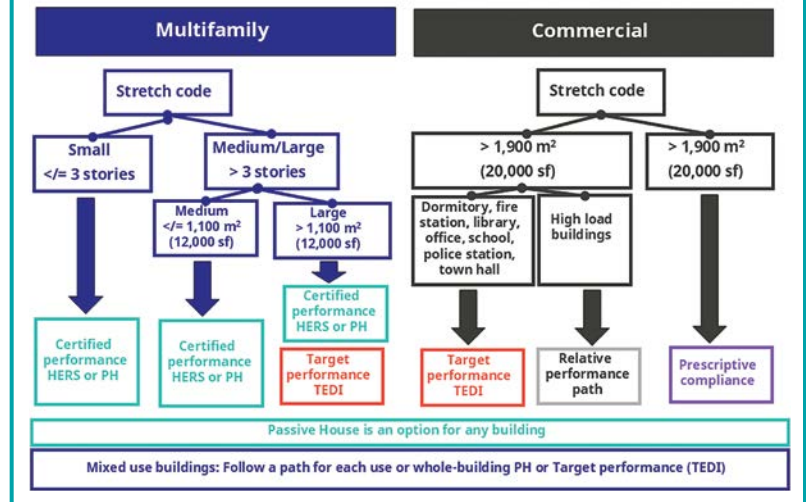 Multifamily
Commercial
Stretch code
Stretch code
Small
</= 3 stories
Medium/Large
> 3 stories
> 1,900 m²
(20,000 sf)
> 1,900 m²
(20,000 sf)
Medium
</= 1,100 m²
(12,000 sf)
Large
> 1,100 m²
(12,000 sf)
Dormitory, fire
station, library,
office, school,
police station,
town hall
High load
buildings
Certified
performance
HERS or PH
Certified
performance
HERS or PH
Certified
performance
HERS or PH
Target
performance
TEDI
Target
performance
TEDI
Relative
performance
path
Prescriptive
compliance
Passive House is an option for any building
Mixed use buildings: Follow a path for each use or whole-building PH or Target performance (TEDI)